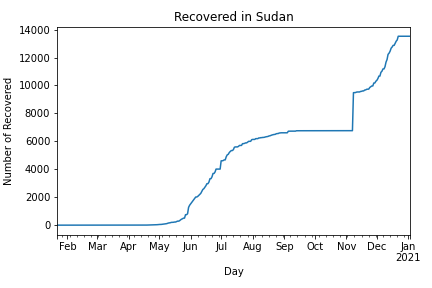 Recovered in Sudan
Number of Recovered
14000
12000
10000
8000
6000
4000
2000
0
Feb Mar Apr May Jun Jul Aug Sep Oct Nov Dec Jan
2021
Day